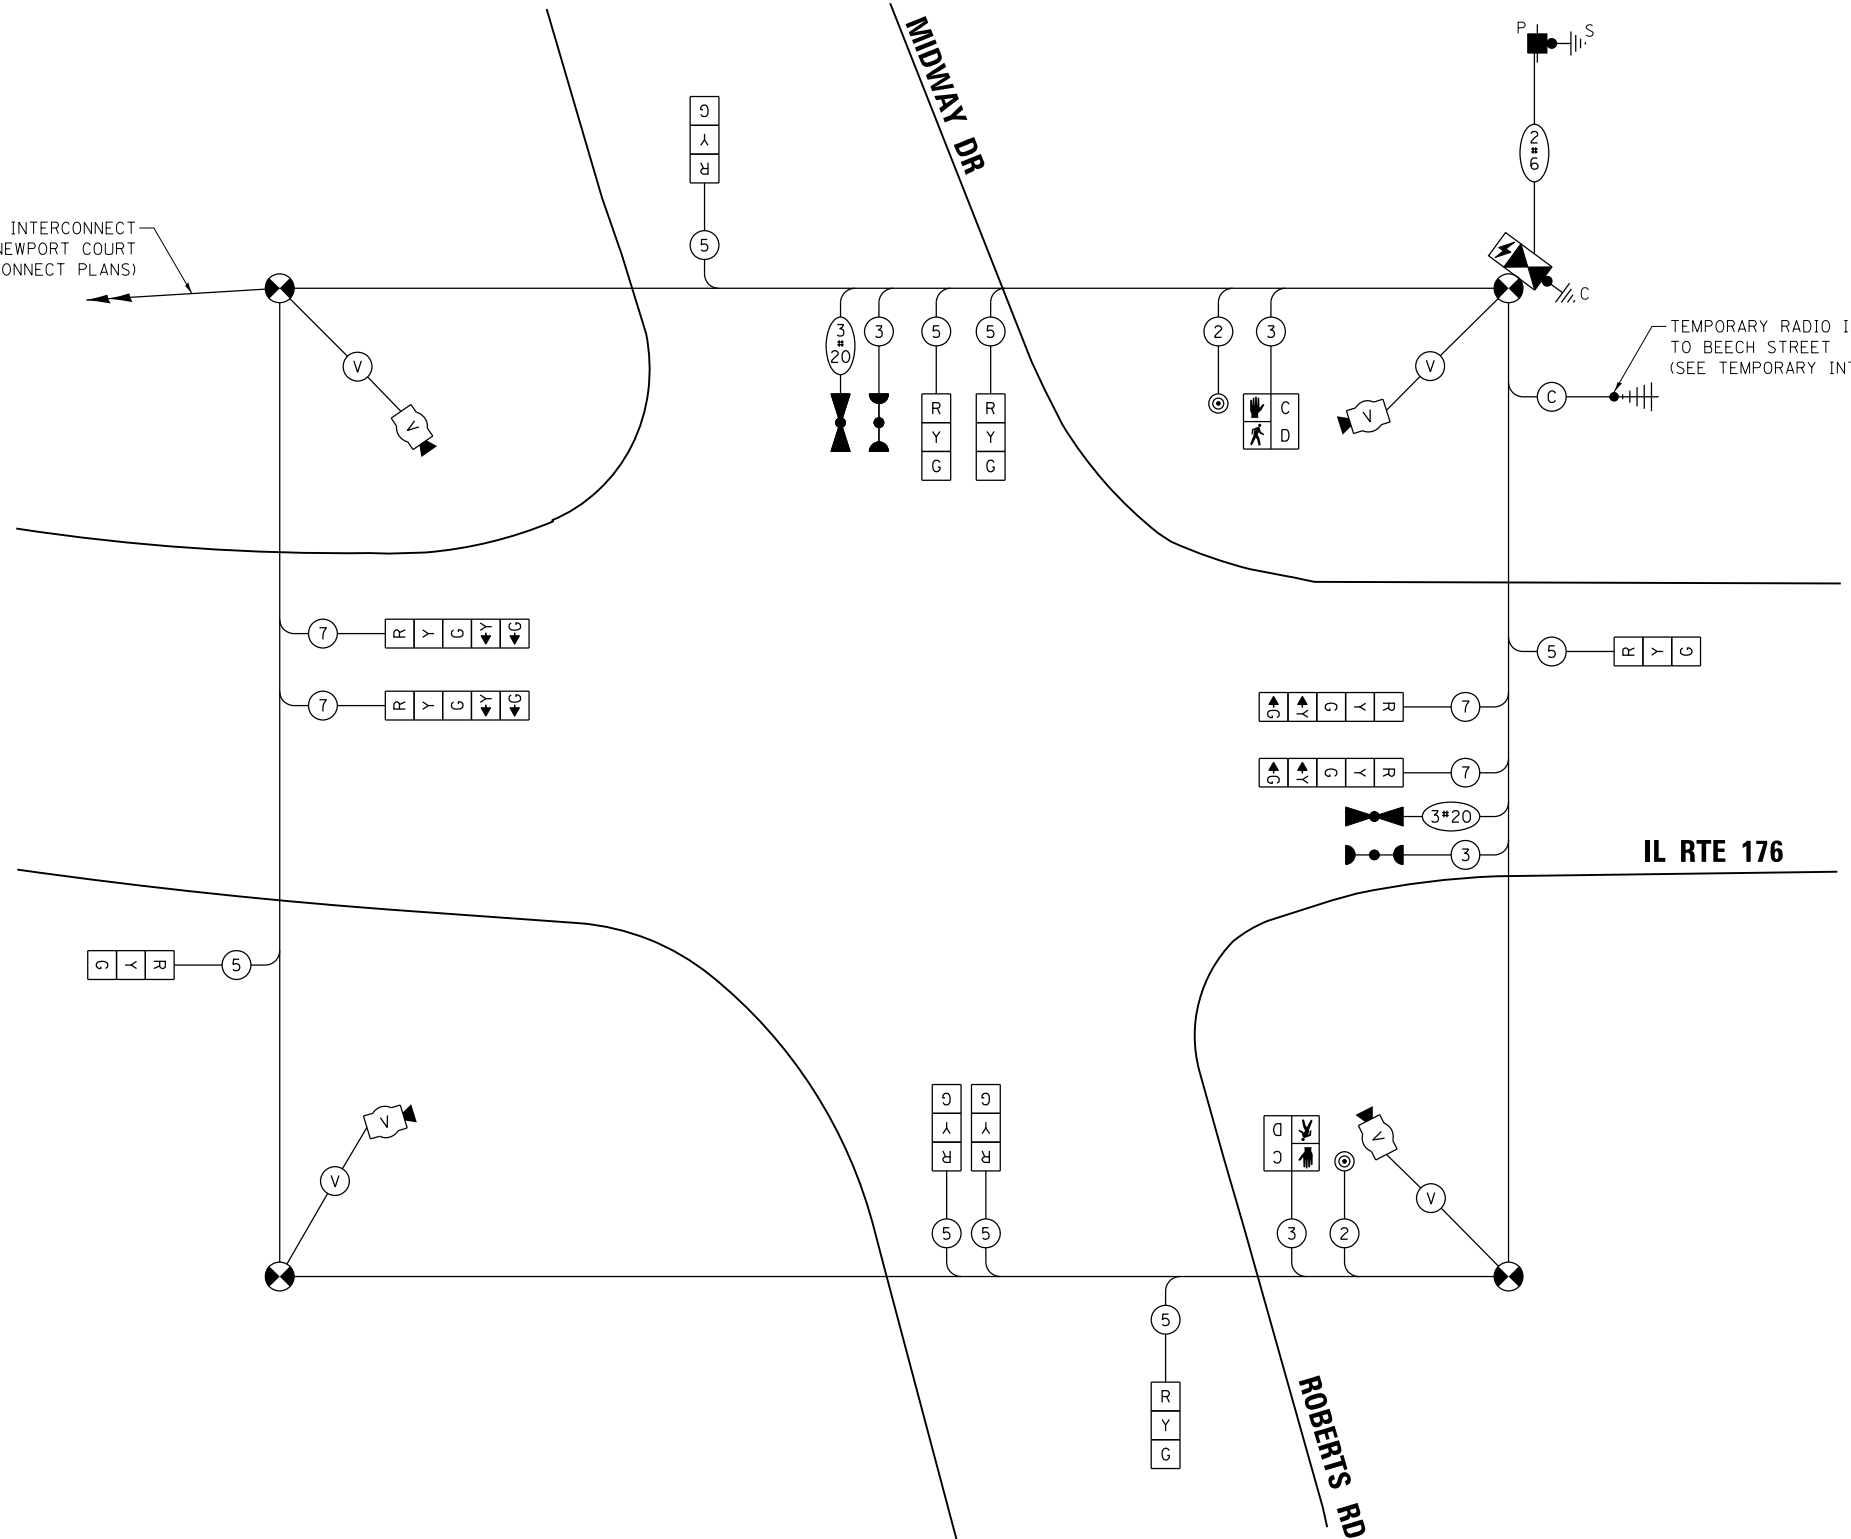 MIDWAY DR
P
S
2
#
6
G
Y
R
5
INTERCONNECT
NEWPORT COURT
ONNECT PLANS)
C
TEMPORARY RADIO I
TO BEECH STREET
(SEE TEMPORARY INT
3
#
20
3
5
5
2
3
V
V
V
V
C
R
Y
G
R
Y
G
C
D
7
R Y G Y G
7
R Y G Y G
5
R Y G
G Y G Y R
7
G Y G Y R
7
3#20
3
IL RTE 176
G Y R
5
G
Y
R
G
Y
R
5
5
D
C
3
2
V
V
V
V
5
R
Y
G
ROBERTS RD